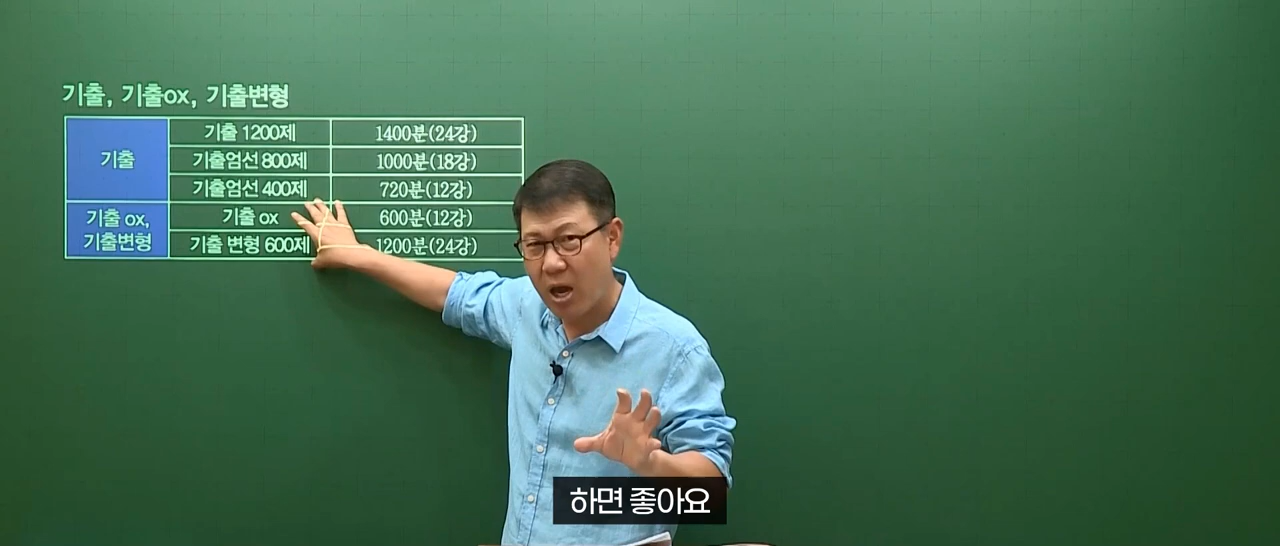 기출, 기출ox, 기출변형
기출 기출 1200제 1400분(24강)
기출엄선 800제 1000분(18강)
기출엄선 400제 720분(12강)
기출 ox, 기출변형 기출 ox 600분(12강)
기출 변형 600제 1200분(24강)
하면 좋아요